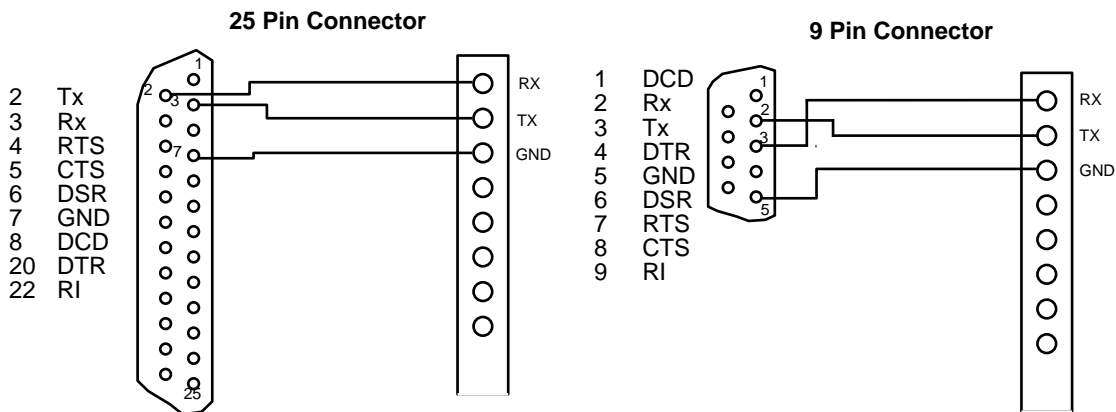 25 Pin Connector
2 Tx
3 Rx
4 RTS
5 CTS
6 DSR
7 GND
8 DCD
20 DTR
22 RI
1
2
3
7
25
RX
TX
GND
9 Pin Connector
1 DCD
2 Rx
3 Tx
4 DTR
5 GND
6 DSR
7 RTS
8 CTS
9 RI
1
2
3
5
RX
TX
GND